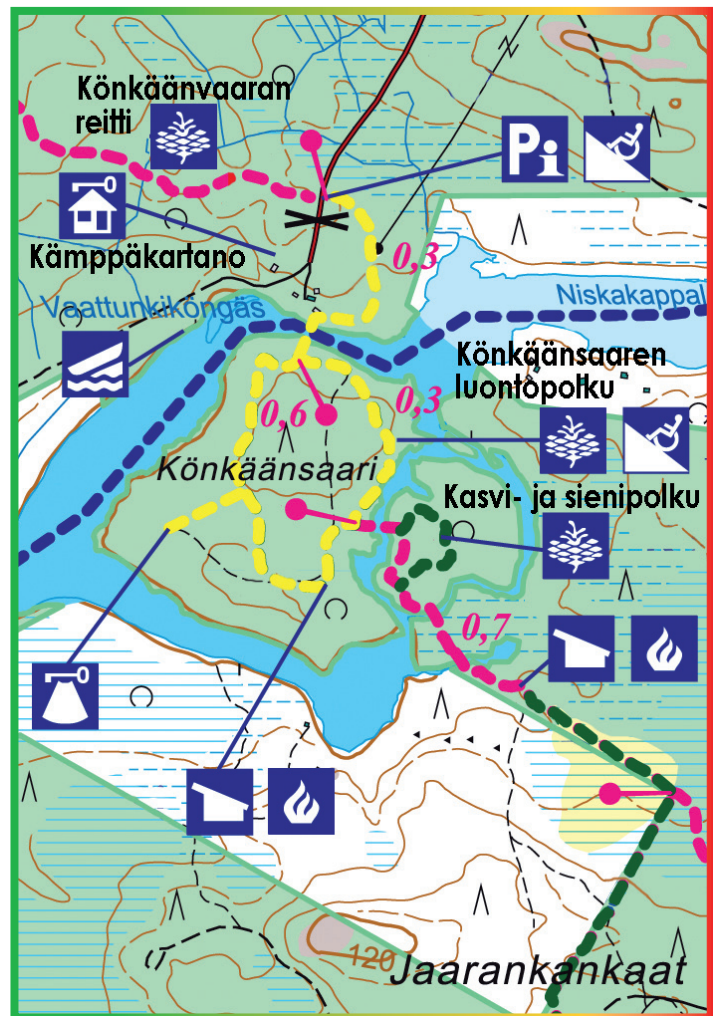 Könkäänvaaran
reitti
Pi
Kämppäkartano
0,3
Vaattunkiköngäs
Niskakappal
Könkäänsaaren
luontopolku
0,6
0,3
Könkäänsaari
Kasvi- ja sienipolku
0,7
120
Jaarankankaat